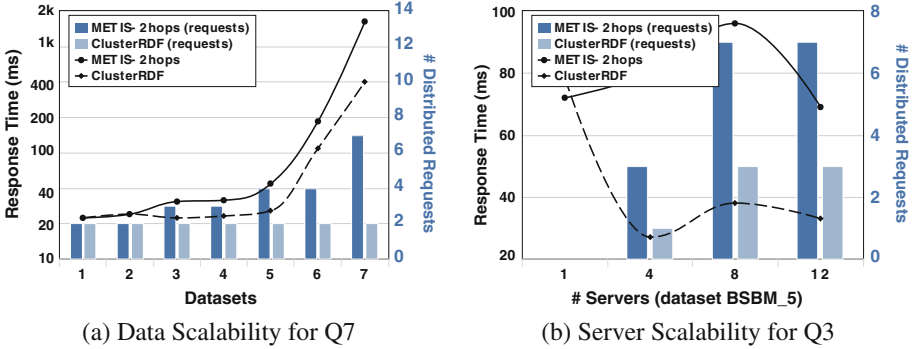 2k
1k
400
200
100
40
20
10
Response Time (ms)
METIS- 2hops (requests)
ClusterRDF (requests)
METIS- 2hops
ClusterRDF
14
12
10
8
6
4
2
0
# Distributed Requests
1 2 3 4 5 6 7
Datasets
(a) Data Scalability for Q7
100
80
60
40
20
Response Time (ms)
METIS- 2hops (requests)
ClusterRDF (requests)
METIS- 2hops
ClusterRDF
8
6
4
2
0
# Distributed Requests
1 4 8 12
# Servers (dataset BSBM_5)
(b) Server Scalability for Q3